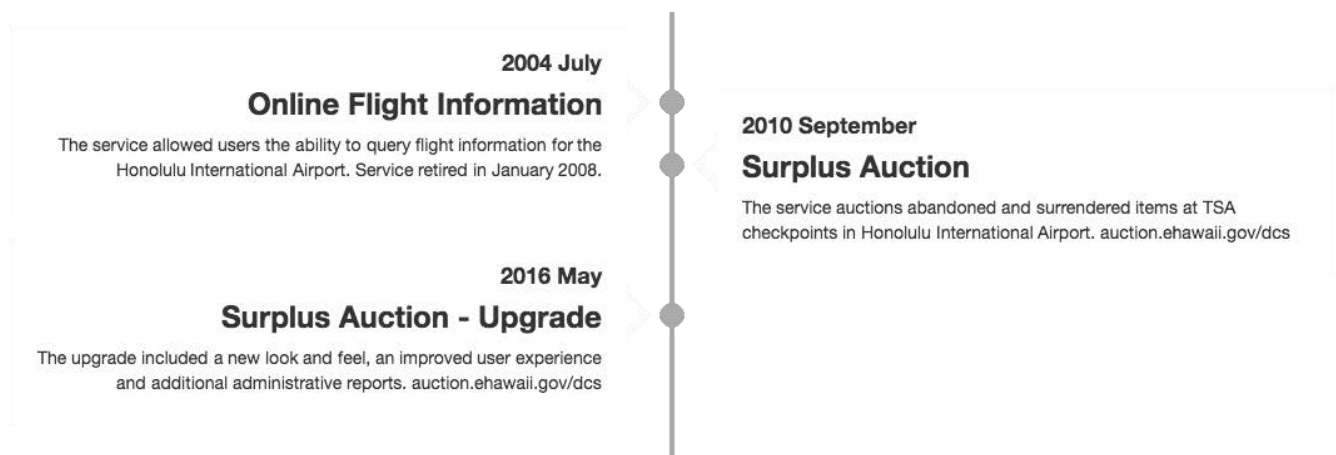 2004 July
Online Flight Information
The service allowed users the ability to query flight information for the
Honolulu International Airport. Service retired in January 2008.
2010 September
Surplus Auction
The service auctions abandoned and surrendered items at TSA
checkpoints in Honolulu International Airport. auction.ehawaii.gov/dcs
2016 May
Surplus Auction - Upgrade
The upgrade included a new look and feel, an improved user experience
and additional administrative reports. auction.ehawaii.gov/dcs